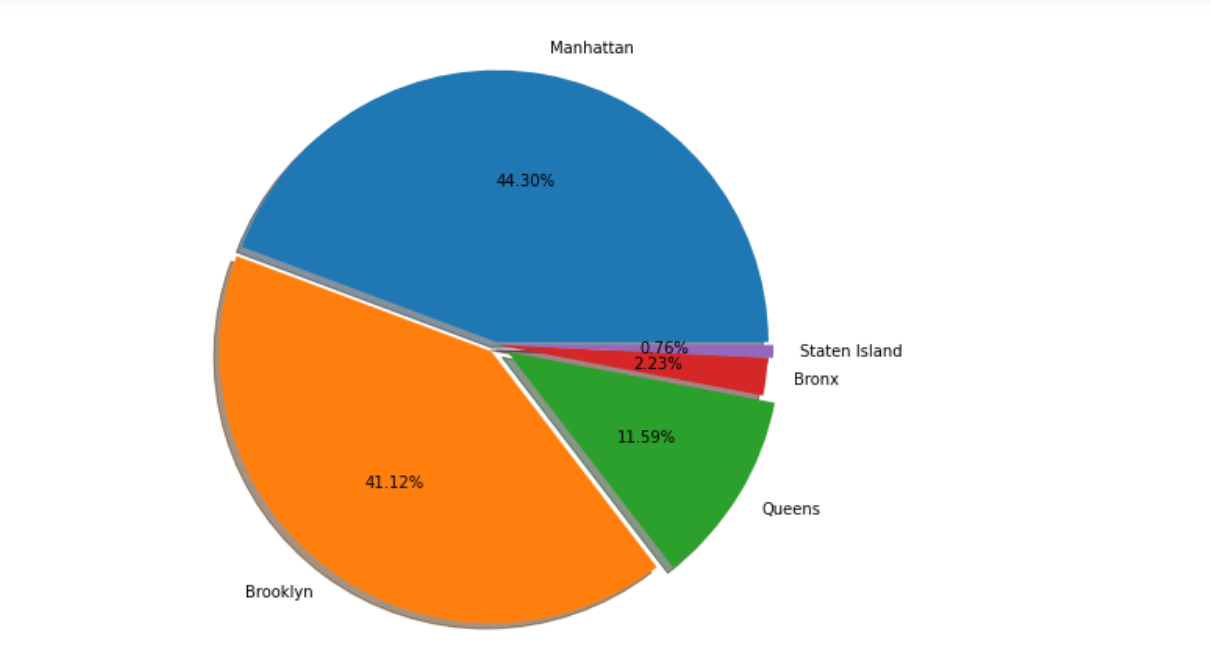 Manhattan
44.30%
0.76%
Staten Island
2.23%
Bronx
11.59%
41.12%
Queens
Brooklyn